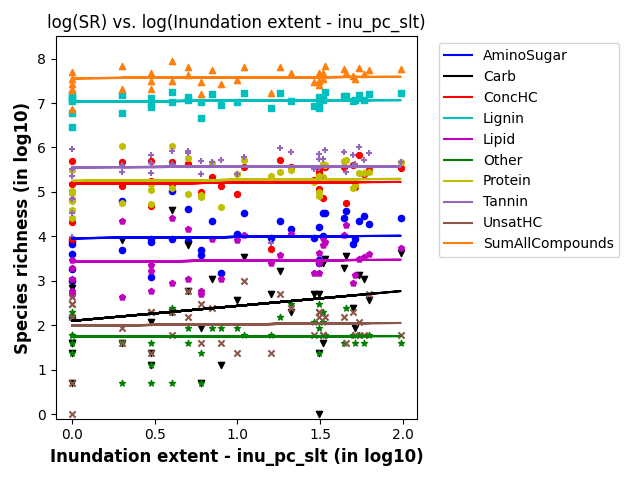 log(SR) vs. log(Inundation extent - inu_pc_slt)
Species richness (in log10)
8
7
6
5
4
3
2
1
0
0.0
0.5
1.0
1.5
2.0
Inundation extent - inu_pc_slt (in log10)
AminoSugar
Carb
ConcHC
Lignin
Lipid
Other
Protein
Tannin
UnsatHC
SumAllCompounds